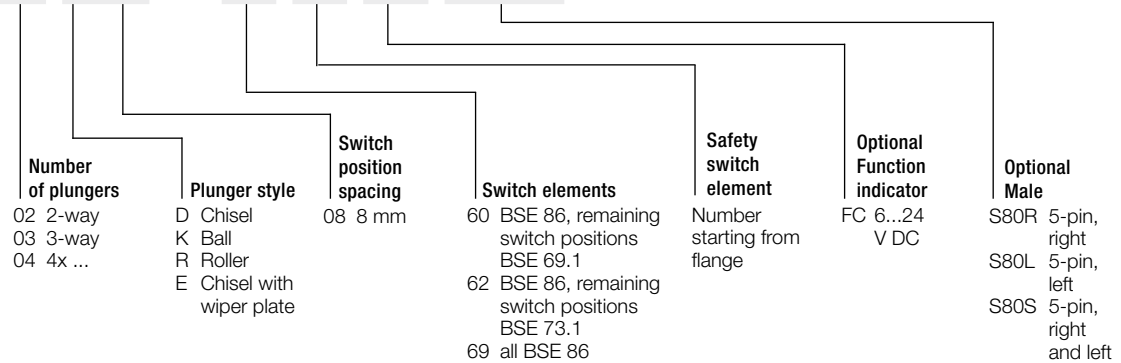 Number
of plungers
02 2-way
03 3-way
04 4x ...
Plunger style
D Chisel
K Ball
R Roller
E Chisel with
wiper plate
Switch
position
spacing
08 8 mm
Switch elements
60 BSE 86, remaining
switch positions
BSE 69.1
62 BSE 86, remaining
switch positions
BSE 73.1
69 all BSE 86
Safety
switch
element
Number
starting from
flange
Optional
Function
indicator
FC 6...24
V DC
Optional
Male
S80R 5-pin,
right
S80L 5-pin,
left
S80S 5-pin,
right
and left